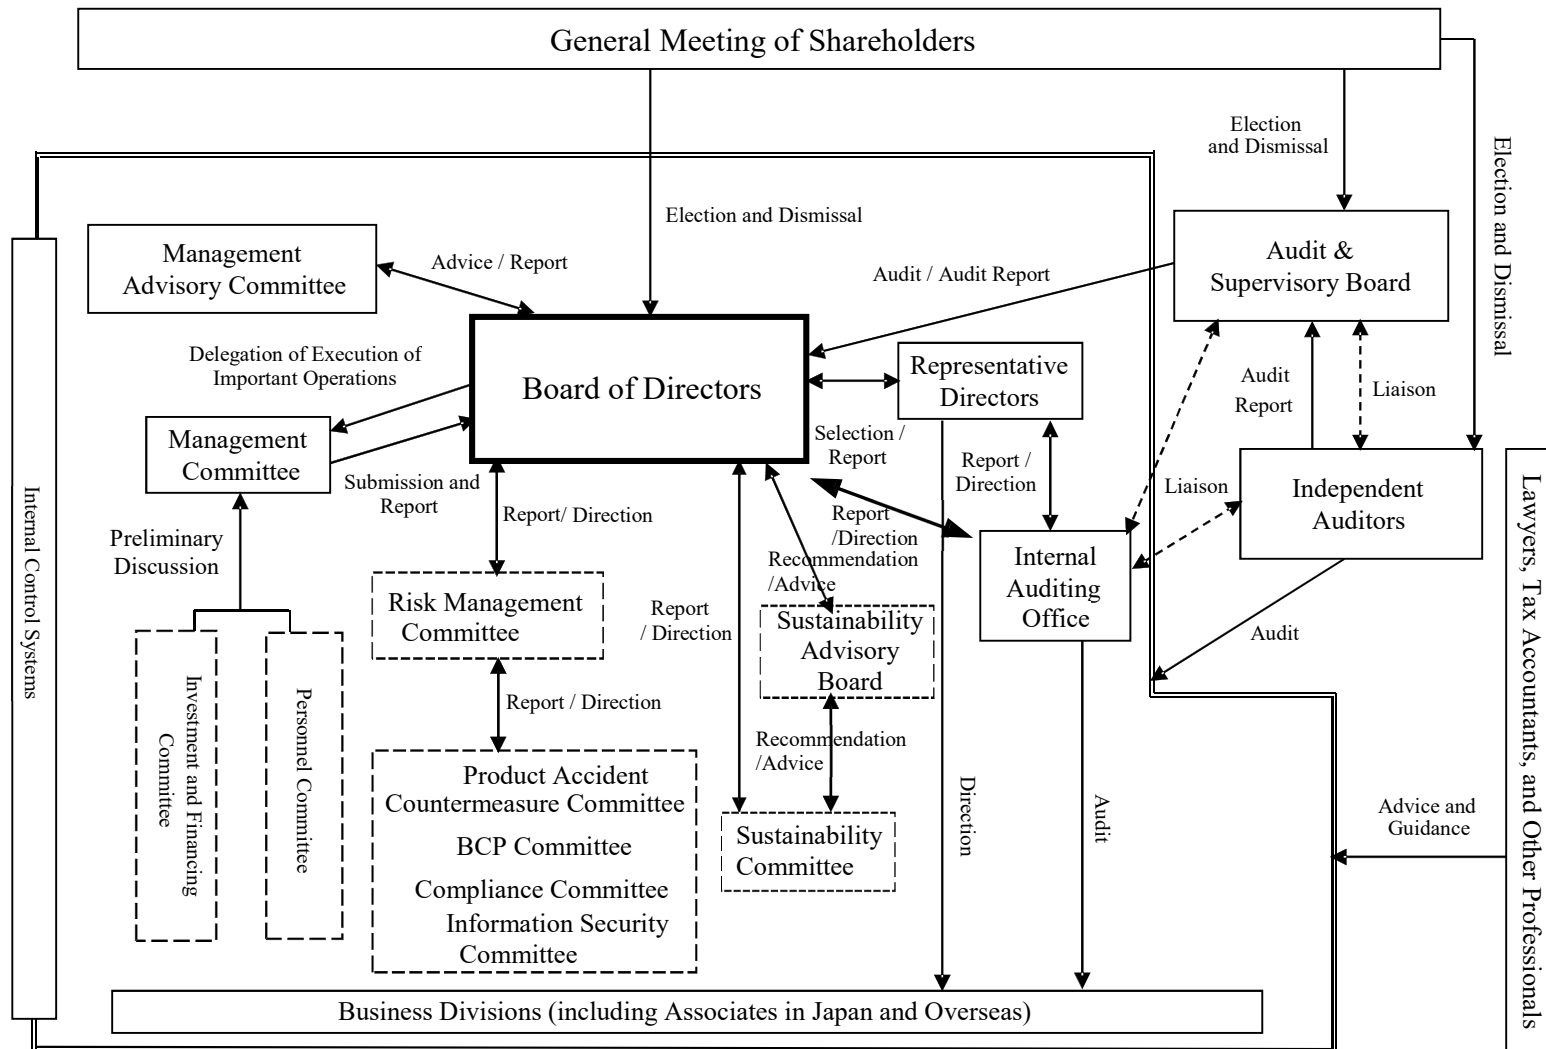 General Meeting of Shareholders
Election
and Dismissal
Election and Dismissal
Election and Dismissal
Management
Advisory Committee
Advice / Report
Audit / Audit Report
Audit &
Supervisory Board
Internal Control Systems
Delegation of Execution of
Important Operations
Board of Directors
Representative
Directors
Audit
Report
Liaison
Management
Committee
Submission and
Report
Selection /
Report
Report /
Direction
Liaison
Independent
Auditors
Preliminary
Discussion
Report/ Direction
Report
/Direction
Recommendation
/Advice
Internal
Auditing
Office
Risk Management
Committee
Report
/ Direction
Sustainability
Advisory
Board
Audit
Investment and Financing
Committee
Personnel Committee
Report / Direction
Recommendation
/Advice
Product Accident
Countermeasure Committee
BCP Committee
Compliance Committee
Information Security
Committee
Sustainability
Committee
Direction
Audit
Advice and
Guidance
Lawyers, Tax Accountants, and Other Professionals
Business Divisions (including Associates in Japan and Overseas)